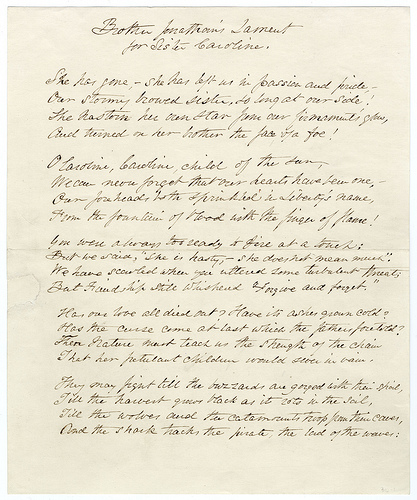 Brother Jonathan's Lament
for Sister Caroline.
She has gone,- she has left us in passion and pride,-
Our stormy browed sister, so long at our side!
She has torn her own star from our firmament's glow,
And turned on her brother the face of a foe!
O Caroline, Caroline child of the sun,
We can never forget that our hearts have been one,-
Our foreheads both sprinkled in Liberty's name,
From the fountain of blood with the finger of flame!
You were always too ready to fire at a touch;
But we said, "She is hasty,- she does not mean much";
We have scowled when you uttered some turbulent threat;
But Friendship still whispered "Forgive and forget."
Has our love all died out? Have its ashes grown cold?
Has the curse come at last which the fathers foretold?
Then Nature must teach us the strength of the chain
That her petulant children would sever in vain.
They may fight till the buzzards are gorged with their spoil,
Till the harvest grows black as it rots in the soil,
Till the wolves and the catamounts troop from their caves,
And the shark tracks the pirate, the lord of the waves: